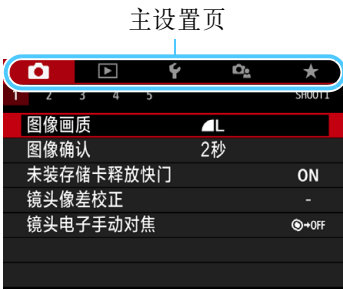 主设置页
1 2 3 4 5 SHOOT1
图像画质 L
图像确认 2秒
未装存储卡释放快门 ON
镜头像差校正 -
镜头电子手动对焦 OFF